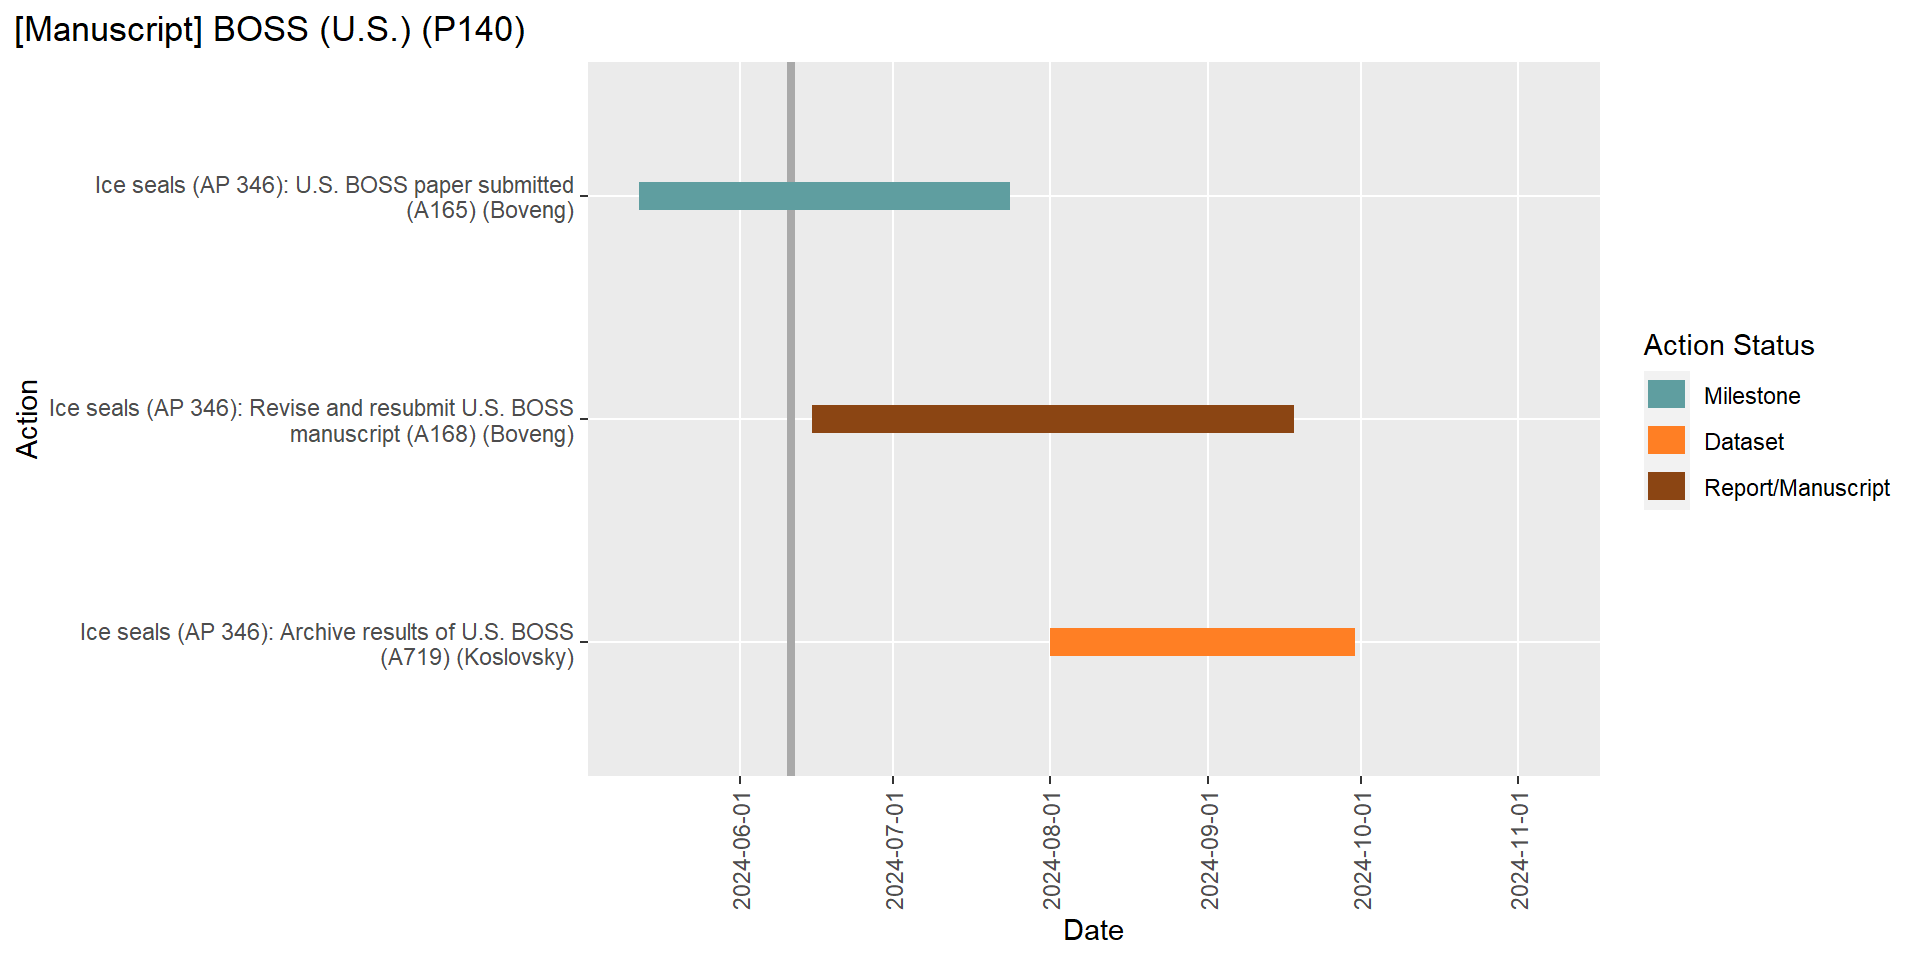 [Manuscript] BOSS (U.S.) (P140)
Action
Ice seals (AP 346): U.S. BOSS paper submitted
(A165) (Boveng)
Ice seals (AP 346): Revise and resubmit U.S. BOSS
manuscript (A168) (Boveng)
Ice seals (AP 346): Archive results of U.S. BOSS
(A719) (Koslovsky)
2024-06-01
2024-07-01
2024-08-01
2024-09-01
2024-10-01
2024-11-01
Date
Action Status
Milestone
Dataset
Report/Manuscript